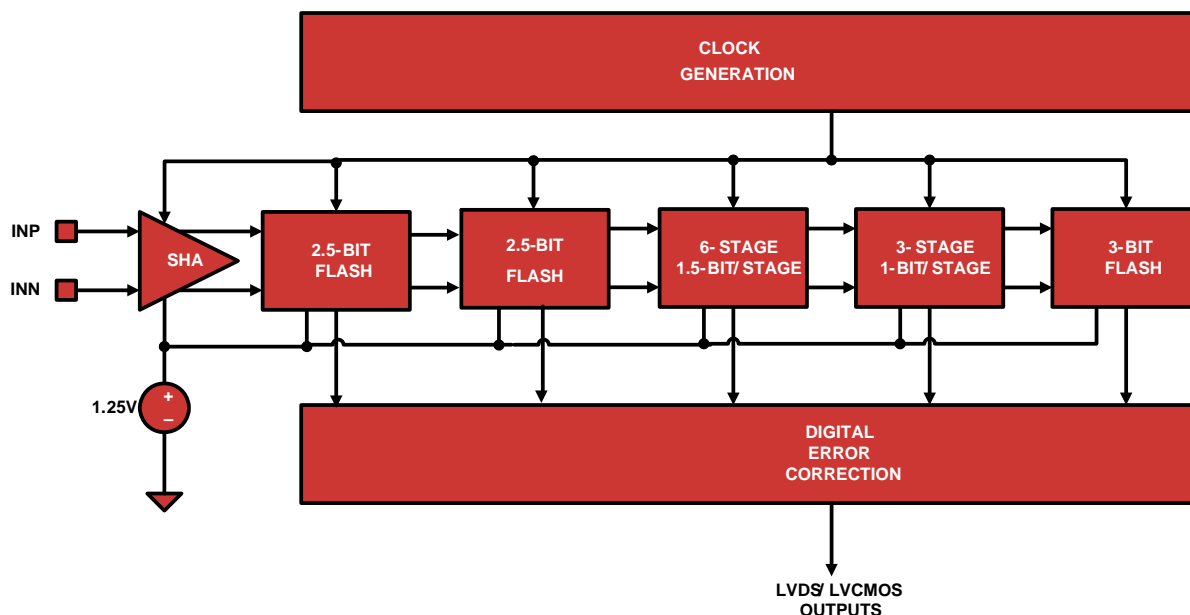 CLOCK
GENERATION
INP
INN
SHA
2.5-BIT
FLASH
2.5-BIT
FLASH
6- STAGE
1.5-BIT/ STAGE
3- STAGE
1-BIT/ STAGE
3-BIT
FLASH
1.25V
+
–
DIGITAL
ERROR
CORRECTION
LVDS/ LVCMOS
OUTPUTS